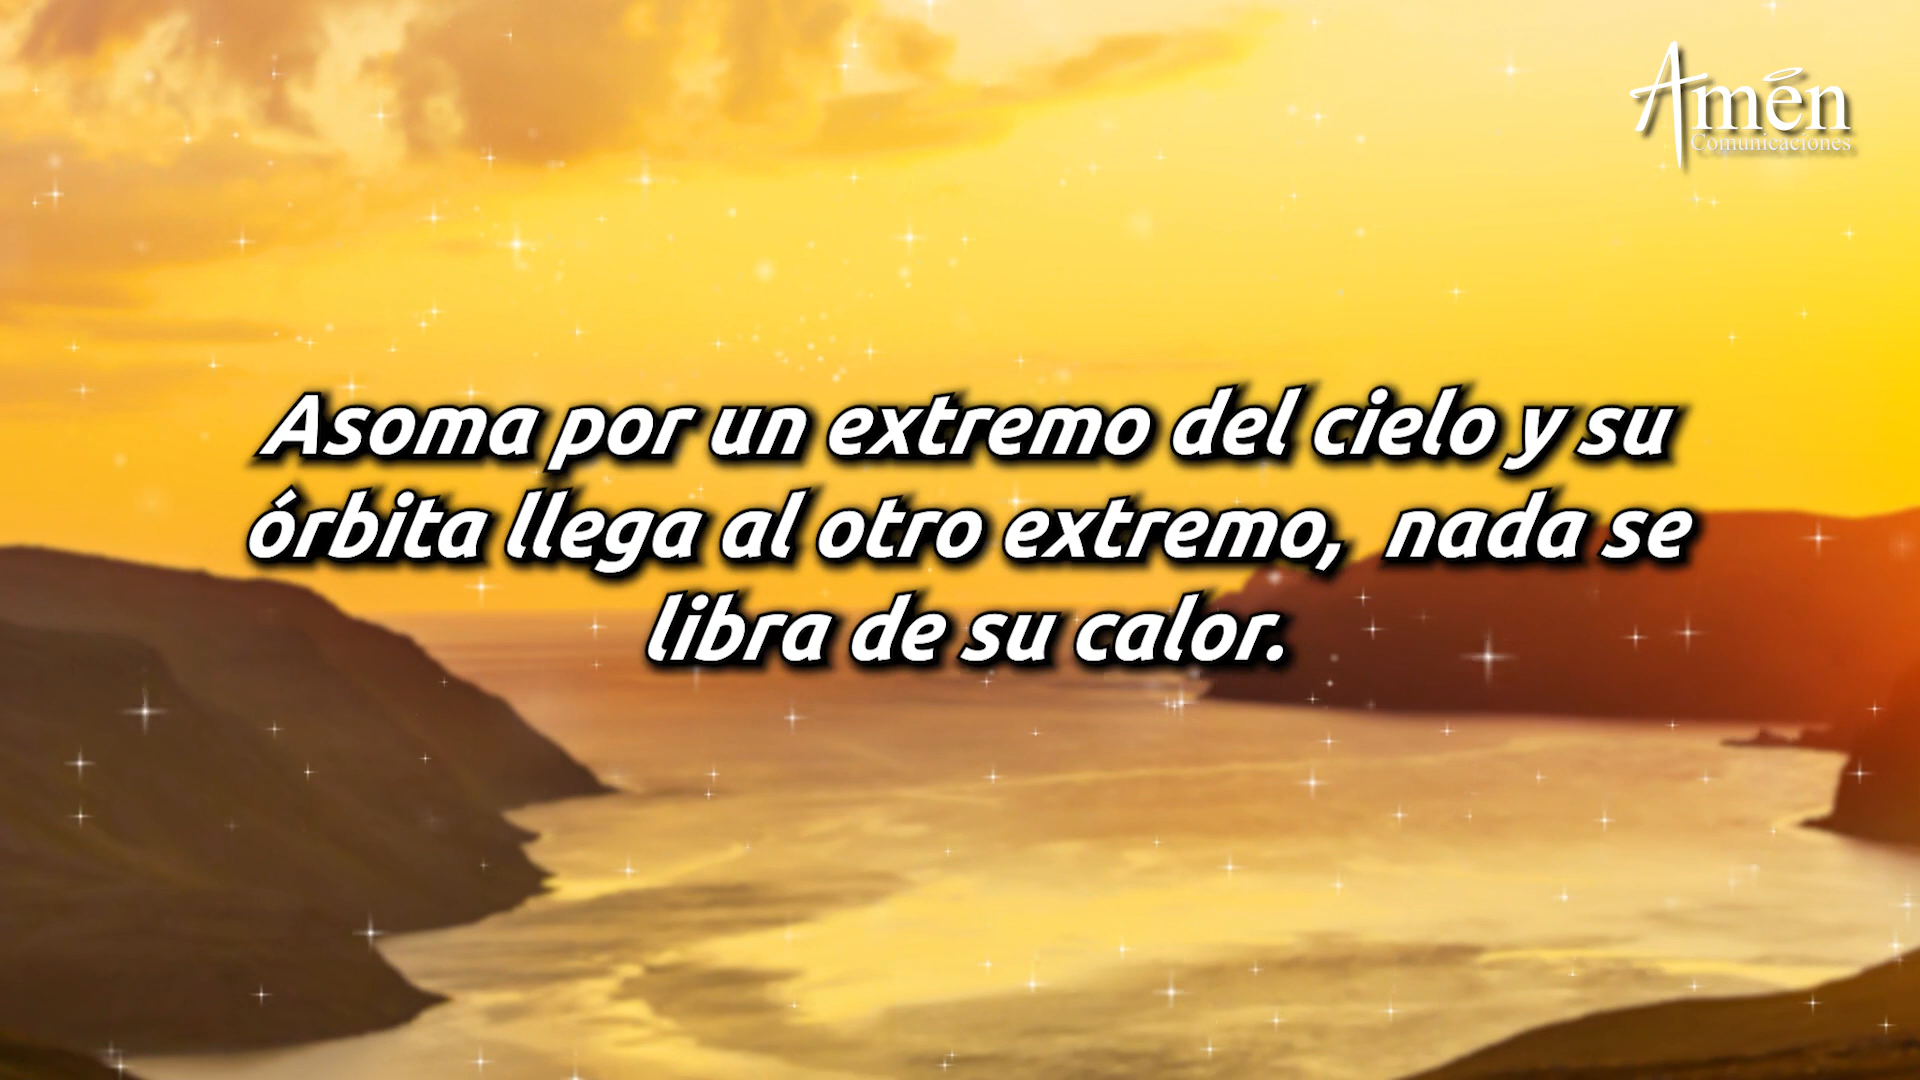 Amén
Comunicaciones
Asoma por un extremo del cielo y su
órbita llega al otro extremo, nada se
libra de su calor.